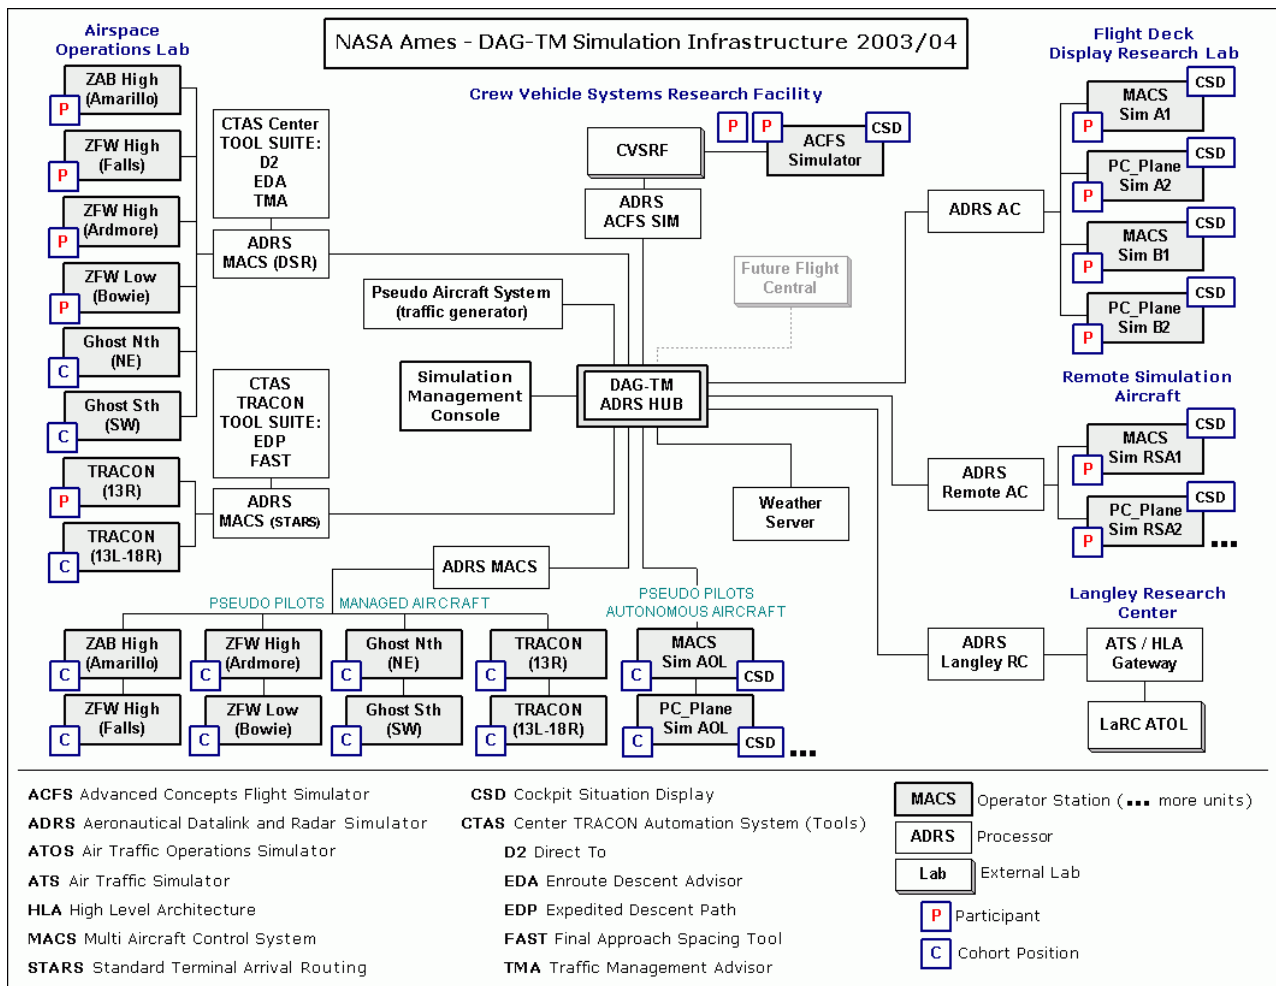 NASA Ames - DAG-TM Simulation Infrastructure 2003/04
Airspace
Operations Lab
ZAB High
(Amarillo)
P
ZFW High
(Falls)
P
ZFW High
(Ardmore)
P
ZFW Low
(Bowie)
P
Ghost Nth
(NE)
C
Ghost Sth
(SW)
C
TRACON
(13R)
P
TRACON
(13L-18R)
C
CTAS Center
TOOL SUITE:
D2
EDA
TMA
ADRS
MACS (DSR)
CTAS
TRACON
TOOL SUITE:
EDP
FAST
ADRS
MACS (STARS)
Crew Vehicle Systems Research Facility
CVSRF
P
P
CSD
ACFS
Simulator
ADRS
ACFS SIM
Pseudo Aircraft System
(traffic generator)
Future Flight
Central
Simulation
Management
Console
DAG-TM
ADRS HUB
Weather
Server
ADRS MACS
Flight Deck
Display Research Lab
CSD
MACS
Sim A1
P
CSD
PC_Plane
Sim A2
P
CSD
MACS
Sim B1
P
CSD
PC_Plane
Sim B2
P
ADRS AC
Remote Simulation
Aircraft
CSD
MACS
Sim RSA1
P
CSD
PC_Plane
Sim RSA2
P
...
ADRS
Remote AC
Langley Research
Center
ADRS
Langley RC
ATS / HLA
Gateway
LaRC ATOL
PSEUDO PILOTS MANAGED AIRCRAFT
ZAB High
(Amarillo)
C
ZFW High
(Ardmore)
C
Ghost Nth
(NE)
C
TRACON
(13R)
C
ZFW High
(Falls)
C
ZFW Low
(Bowie)
C
Ghost Sth
(SW)
C
TRACON
(13L-18R)
C
PSEUDO PILOTS
AUTONOMOUS AIRCRAFT
MACS
Sim AOL
C
CSD
PC_Plane
Sim AOL
C
CSD
...
ACFS Advanced Concepts Flight Simulator
ADRS Aeronautical Datalink and Radar Simulator
ATOS Air Traffic Operations Simulator
ATS Air Traffic Simulator
HLA High Level Architecture
MACS Multi Aircraft Control System
STARS Standard Terminal Arrival Routing
CSD Cockpit Situation Display
CTAS Center TRACON Automation System (Tools)
D2 Direct To
EDA Enroute Descent Advisor
EDP Expedited Descent Path
FAST Final Approach Spacing Tool
TMA Traffic Management Advisor
MACS Operator Station (... more units)
ADRS Processor
Lab External Lab
P Participant
C Cohort Position